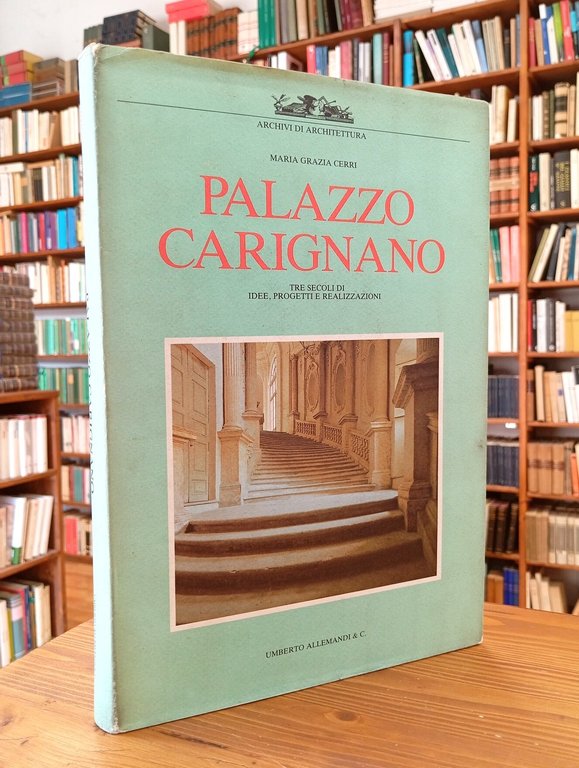 ARCHIVI DI ARCHITETTURA
MARIA GRAZIA CERRI
PALAZZO
CARIGNANO
TRE SECOLI DI
IDEE, PROGETTI E REALIZZAZIONI
UMBERTO ALLEMANDI & C.